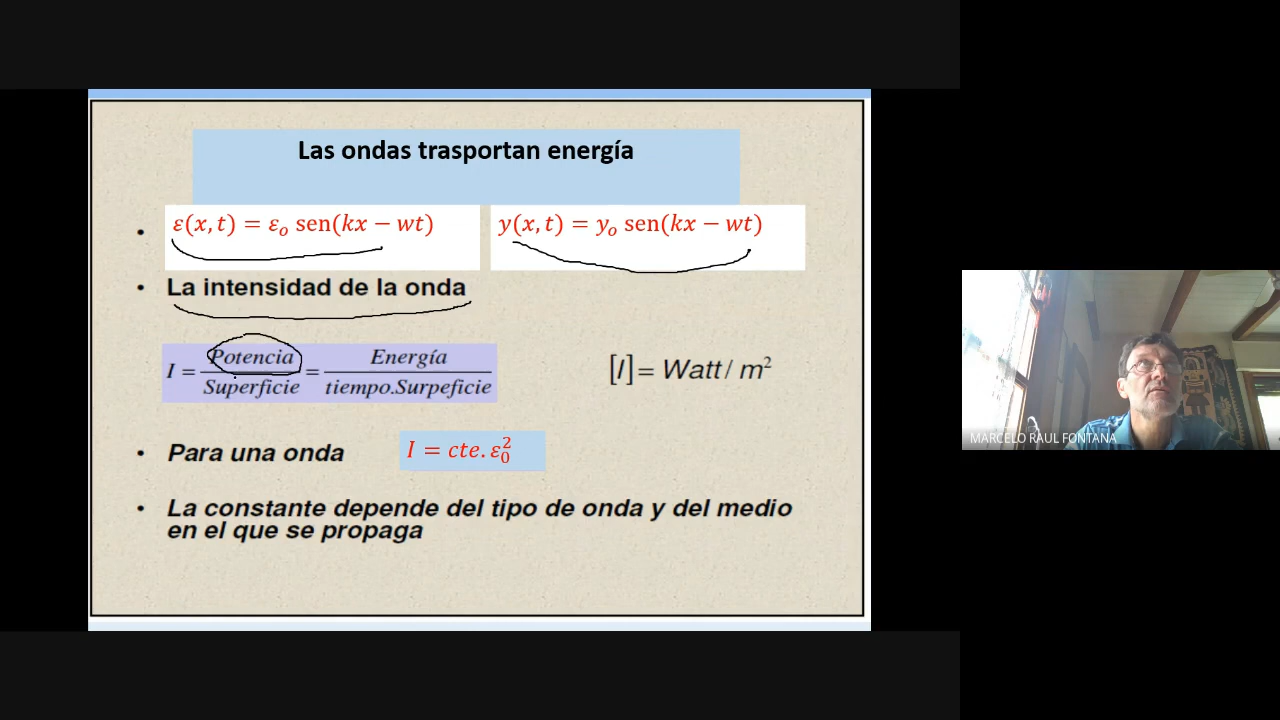 Las ondas trasportan energía
• ε(x,t) = εₒ sen(kx − wt) y(x,t) = yₒ sen(kx − wt)
• La intensidad de la onda
I = Potencia / Superficie = Energía / tiempo.Surpeficie [I] = Watt / m²
• Para una onda I = cte. ε₀²
• La constante depende del tipo de onda y del medio
en el que se propaga
MARCELO RAUL FONTANA